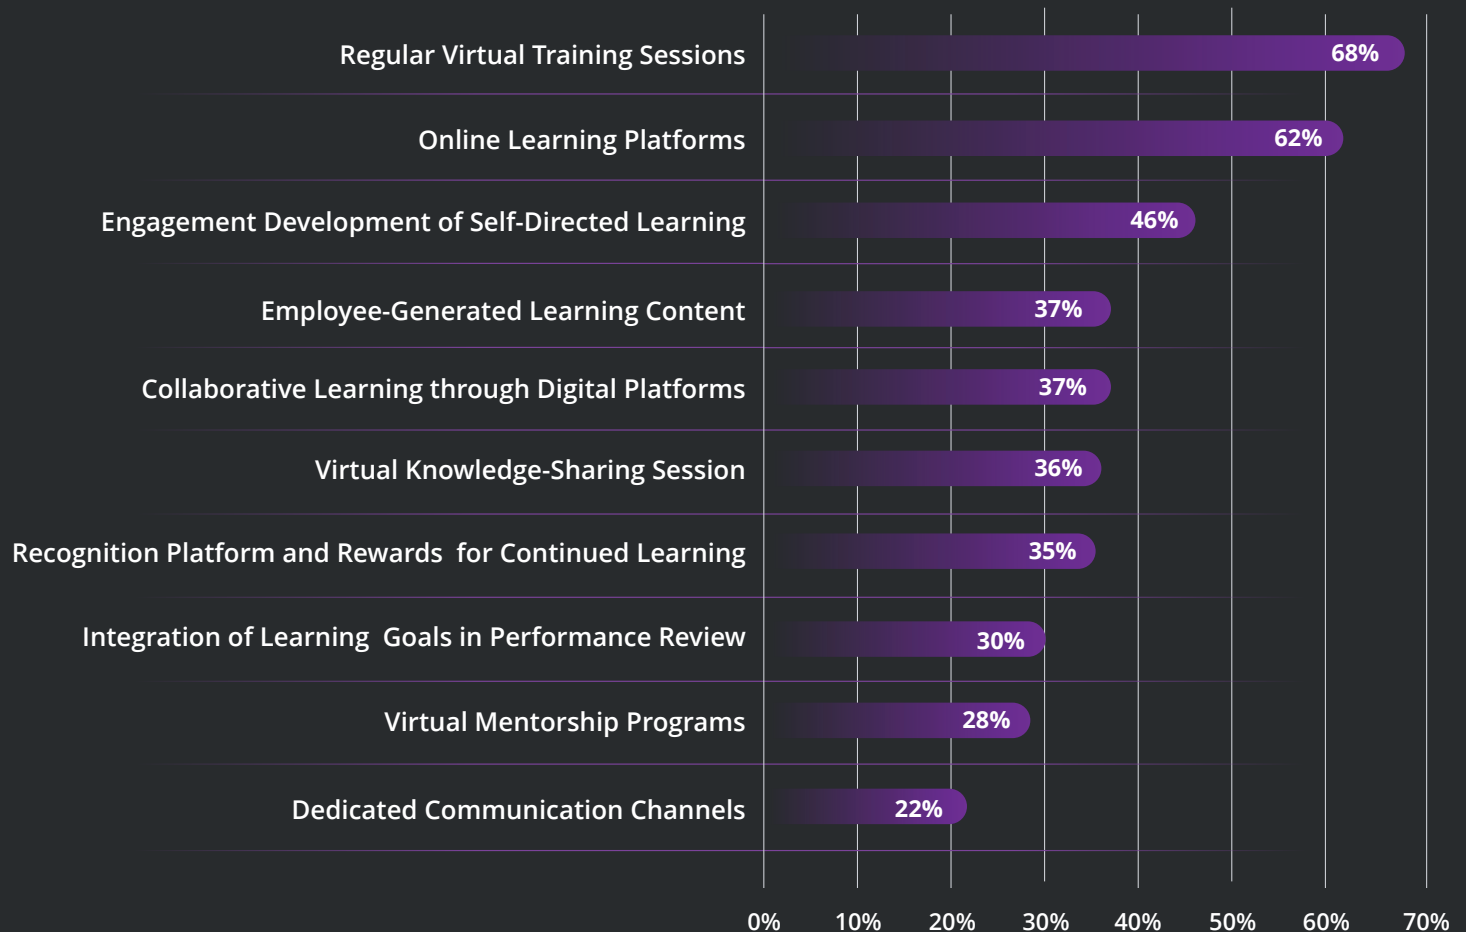 Regular Virtual Training Sessions 68%
Online Learning Platforms 62%
Engagement Development of Self-Directed Learning 46%
Employee-Generated Learning Content 37%
Collaborative Learning through Digital Platforms 37%
Virtual Knowledge-Sharing Session 36%
Recognition Platform and Rewards  for Continued Learning 35%
Integration of Learning  Goals in Performance Review 30%
Virtual Mentorship Programs 28%
Dedicated Communication Channels 22%
0% 10% 20% 30% 40% 50% 60% 70%